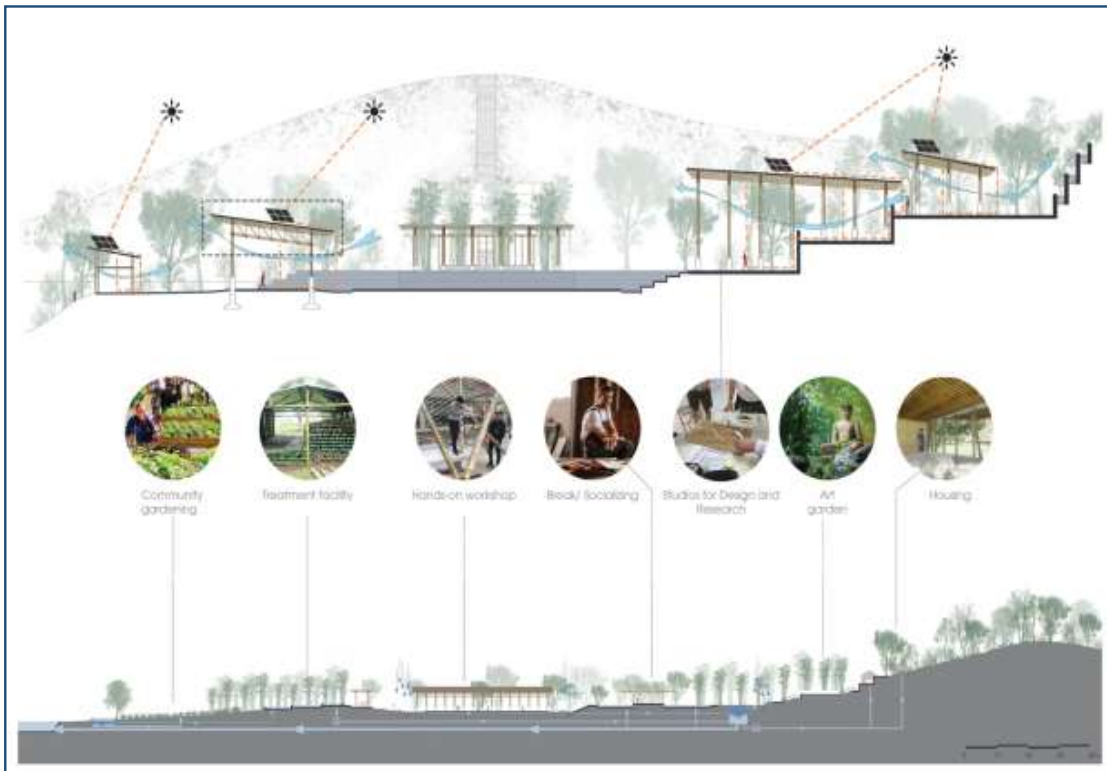 Community
gardening
Treatment facility
Hands-on workshop
Break/ Socializing
Studios for Design and
Research
Art
garden
Housing